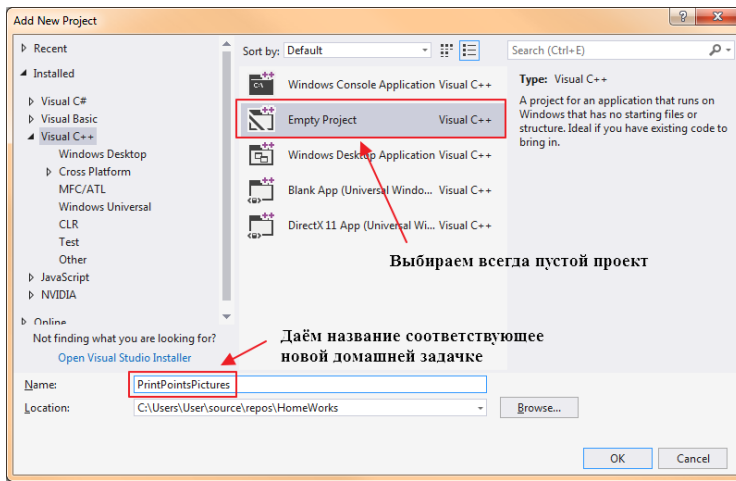 Add New Project
Recent
Installed
Visual C#
Visual Basic
Visual C++
Windows Desktop
Cross Platform
MFC/ATL
Windows Universal
CLR
Test
Other
JavaScript
NVIDIA
Online
Not finding what you are looking for?
Open Visual Studio Installer
Sort by: Default
Windows Console Application Visual C++
Empty Project Visual C++
Windows Desktop Application Visual C++
Blank App (Universal Windo... Visual C++
DirectX 11 App (Universal Wi... Visual C++
Search (Ctrl+E)
Type: Visual C++
A project for an application that runs on
Windows that has no starting files or
structure. Ideal if you have existing code to
bring in.
Выбираем всегда пустой проект
Даём название соответствующее
новой домашней задачке
Name: PrintPointsPictures
Location: C:\Users\User\source\repos\HomeWorks
Browse...
OK Cancel